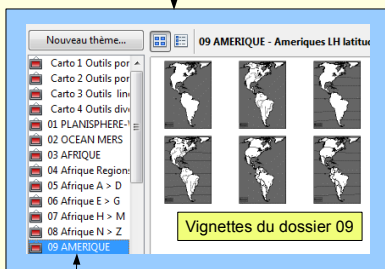 Nouveau thème...
09 AMERIQUE - Ameriques LH latitud
Carto 1 Outils por
Carto 2 Outils por
Carto 3 Outils lin
Carto 4 Outils dive
01 PLANISPHERE-
02 OCEAN MERS
03 AFRIQUE
04 Afrique Regions
05 Afrique A > D
06 Afrique E > G
07 Afrique H > M
08 Afrique N > Z
09 AMERIQUE
Vignettes du dossier 09